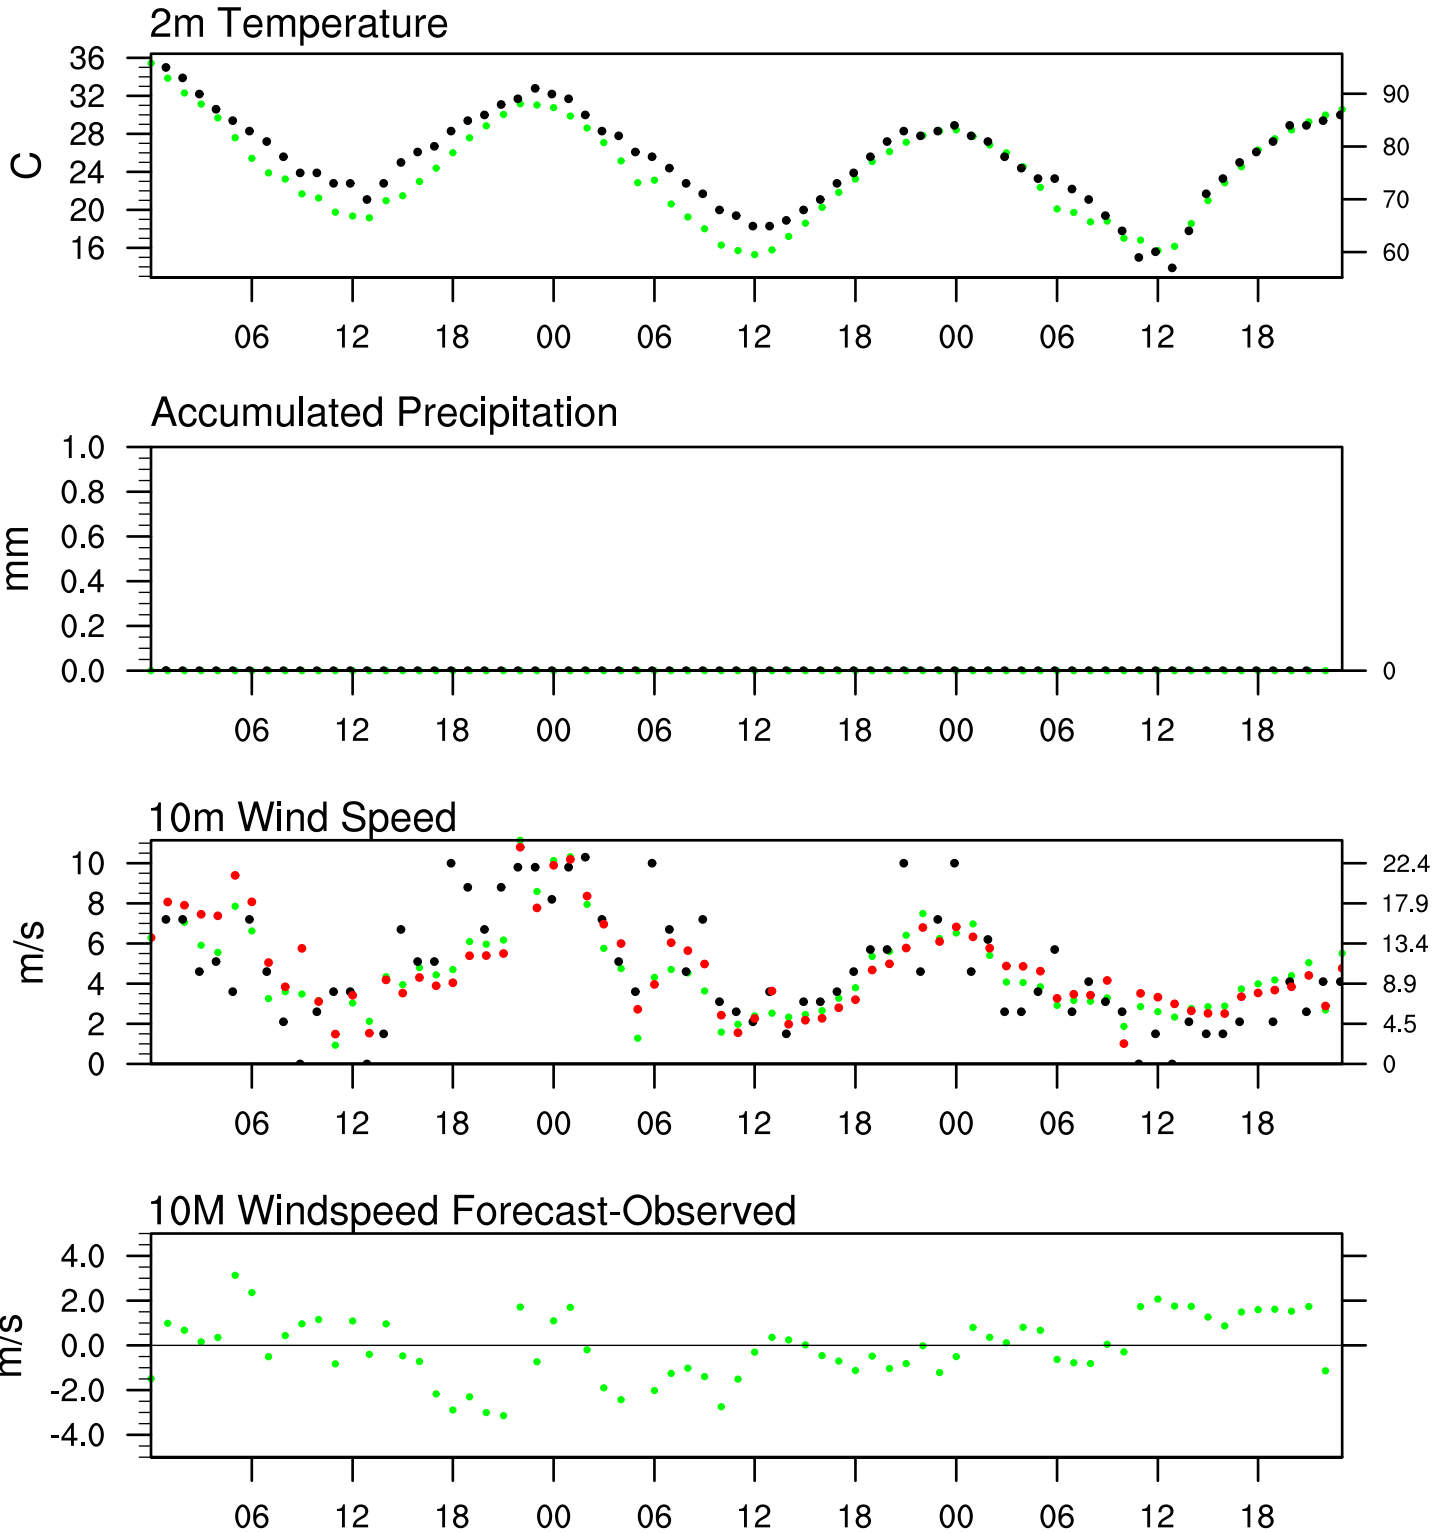 2m Temperature
36
32
28
24
20
16
C
90
80
70
60
06 12 18 00 06 12 18 00 06 12 18
Accumulated Precipitation
1.0
0.8
0.6
0.4
0.2
0.0
mm
0
06 12 18 00 06 12 18 00 06 12 18
10m Wind Speed
10
8
6
4
2
0
m/s
22.4
17.9
13.4
8.9
4.5
0
06 12 18 00 06 12 18 00 06 12 18
10M Windspeed Forecast-Observed
4.0
2.0
0.0
-2.0
-4.0
m/s
06 12 18 00 06 12 18 00 06 12 18